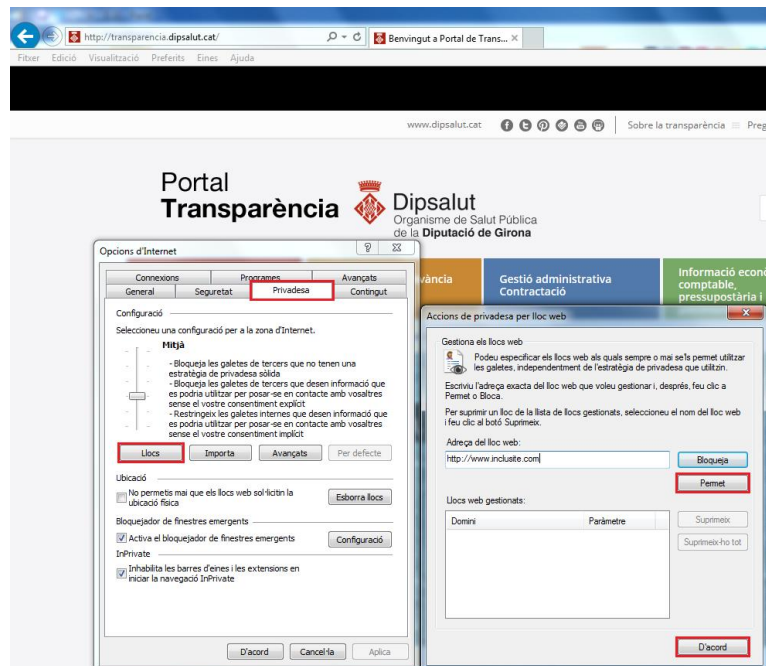 http://transparencia.dipsalut.cat/
Benvingut a Portal de Trans...
Fitxer Edició Visualització Preferits Eines Ajuda
www.dipsalut.cat
Sobre la transparència
Preg
Portal
Transparència
Dipsalut
Organisme de Salut Pública
de la Diputació de Girona
vància
Gestió administrativa
Contractació
Informació econò
comptable,
pressupostària i
Opcions d'Internet
Connexions Programes Avançats
General Seguretat Privadesa Contingut
Configuració
Seleccioneu una configuració per a la zona d'Internet.
Mitjà
- Bloqueja les galetes de tercers que no tenen una
estratègia de privadesa sòlida
- Bloqueja les galetes de tercers que desen informació que
es podria utilitzar per posar-se en contacte amb vosaltres
sense el vostre consentiment explícit
- Restringeix les galetes internes que desen informació que
es podria utilitzar per posar-se en contacte amb vosaltres
sense el vostre consentiment implícit
Llocs Importa Avançats Per defecte
Ubicació
No permetis mai que els llocs web sol·licitin la
ubicació física
Esborra llocs
Bloquejador de finestres emergents
Activa el bloquejador de finestres emergents
Configuració
InPrivate
Inhabilita les barres d'eines i les extensions en
iniciar la navegació InPrivate
D'acord Cancel·la Aplica
Accions de privadesa per lloc web
Gestiona els llocs web
Podeu especificar els llocs web als quals sempre o mai se'ls permet utilitzar
les galetes, independentment de l'estratègia de privadesa que utilitzin.
Escriviu l'adreça exacta del lloc web que voleu gestionar i, després, feu clic a
Permet o Bloca.
Per suprimir un lloc de la llista de llocs gestionats, seleccioneu el nom del lloc web
i feu clic al botó Suprimeix.
Adreça del lloc web:
http://www.inclusite.com
Bloqueja
Permet
Llocs web gestionats:
Domini Paràmetre
Suprimeix
Suprimeix-ho tot
D'acord